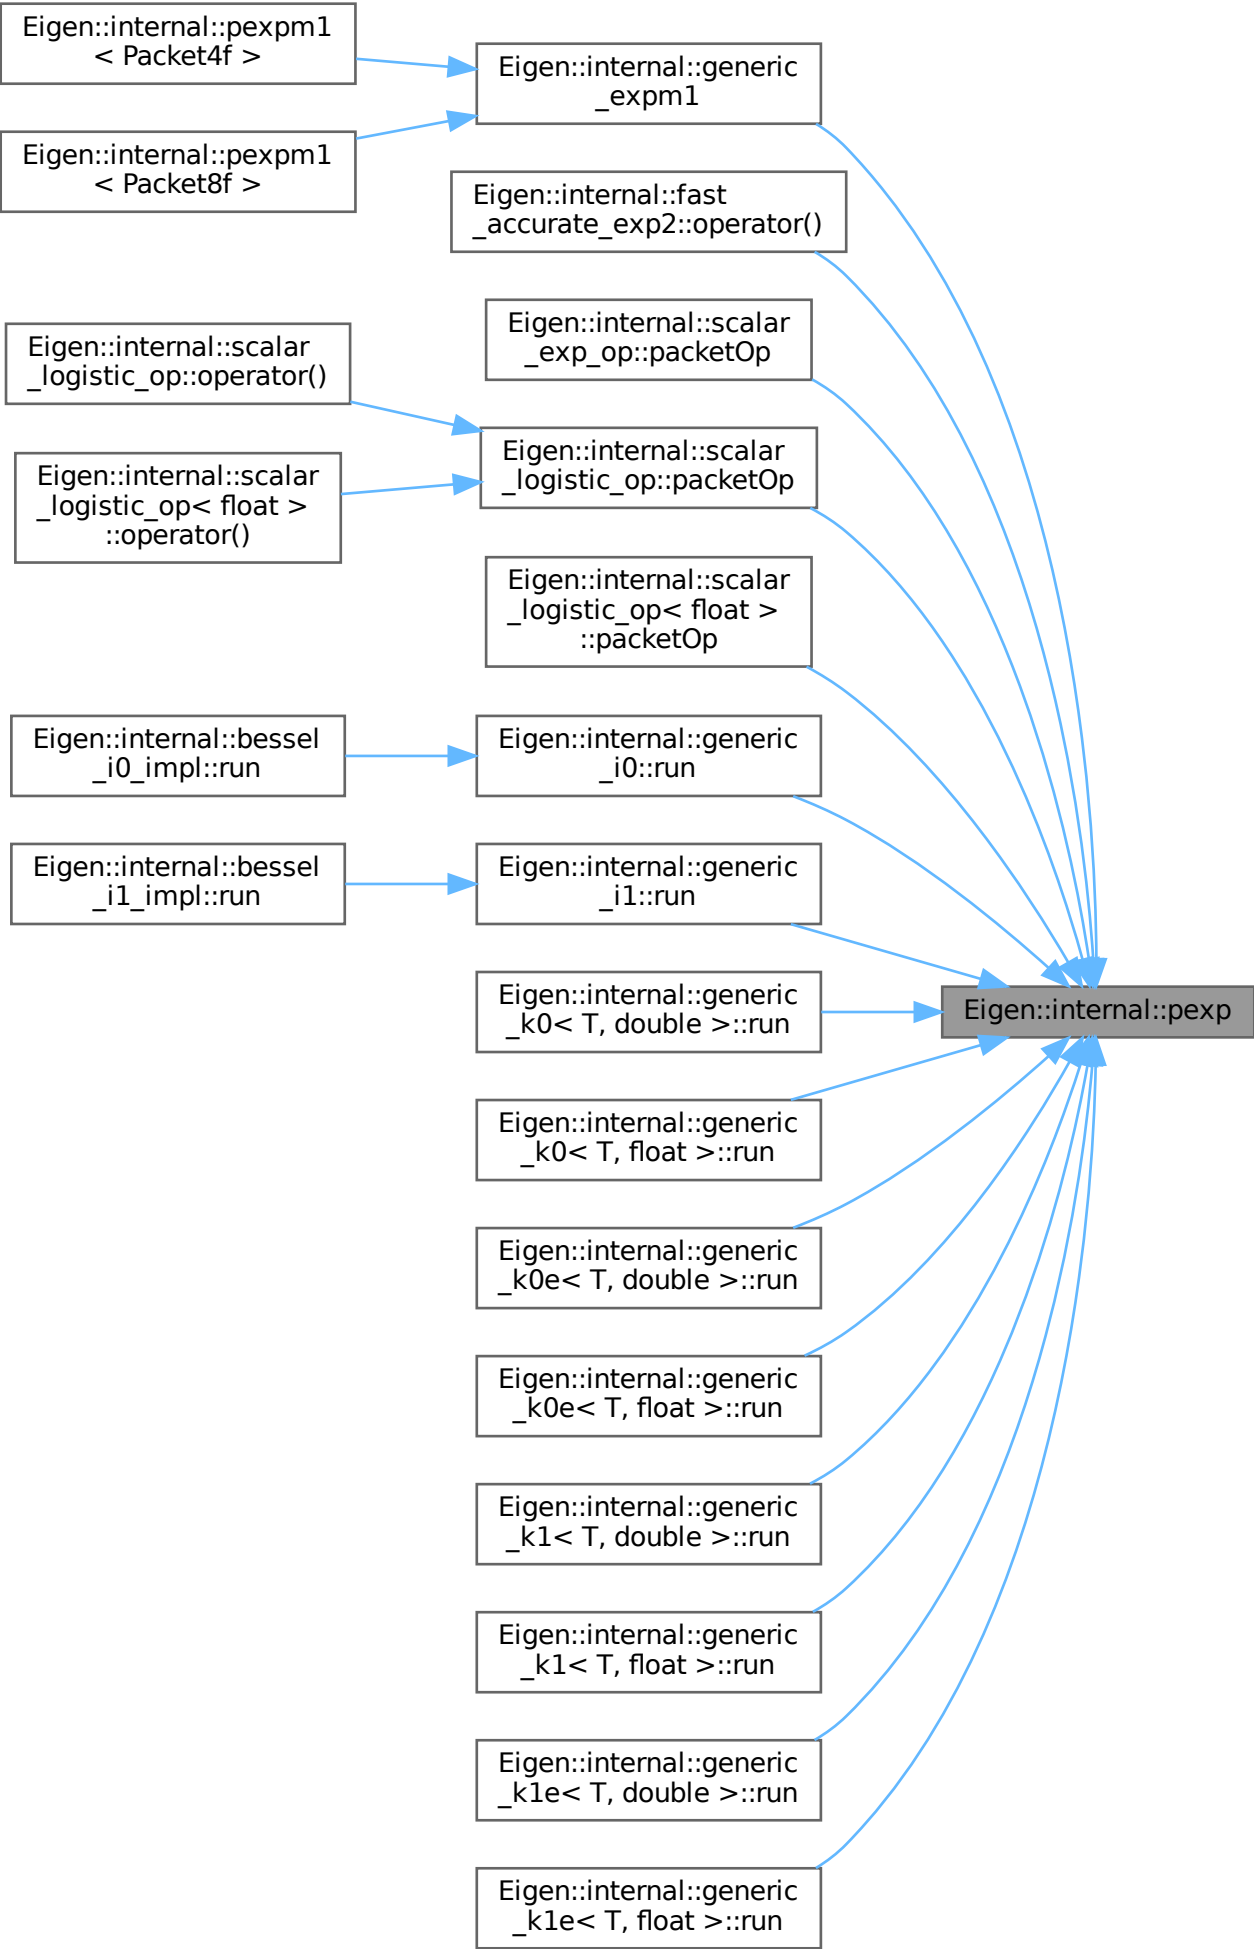 Eigen::internal::pexpm1
< Packet4f >
Eigen::internal::generic
_expm1
Eigen::internal::pexpm1
< Packet8f >
Eigen::internal::fast
_accurate_exp2::operator()
Eigen::internal::scalar
_exp_op::packetOp
Eigen::internal::scalar
_logistic_op::operator()
Eigen::internal::scalar
_logistic_op::packetOp
Eigen::internal::scalar
_logistic_op< float >
::operator()
Eigen::internal::scalar
_logistic_op< float >
::packetOp
Eigen::internal::bessel
_i0_impl::run
Eigen::internal::generic
_i0::run
Eigen::internal::bessel
_i1_impl::run
Eigen::internal::generic
_i1::run
Eigen::internal::generic
_k0< T, double >::run
Eigen::internal::pexp
Eigen::internal::generic
_k0< T, float >::run
Eigen::internal::generic
_k0e< T, double >::run
Eigen::internal::generic
_k0e< T, float >::run
Eigen::internal::generic
_k1< T, double >::run
Eigen::internal::generic
_k1< T, float >::run
Eigen::internal::generic
_k1e< T, double >::run
Eigen::internal::generic
_k1e< T, float >::run